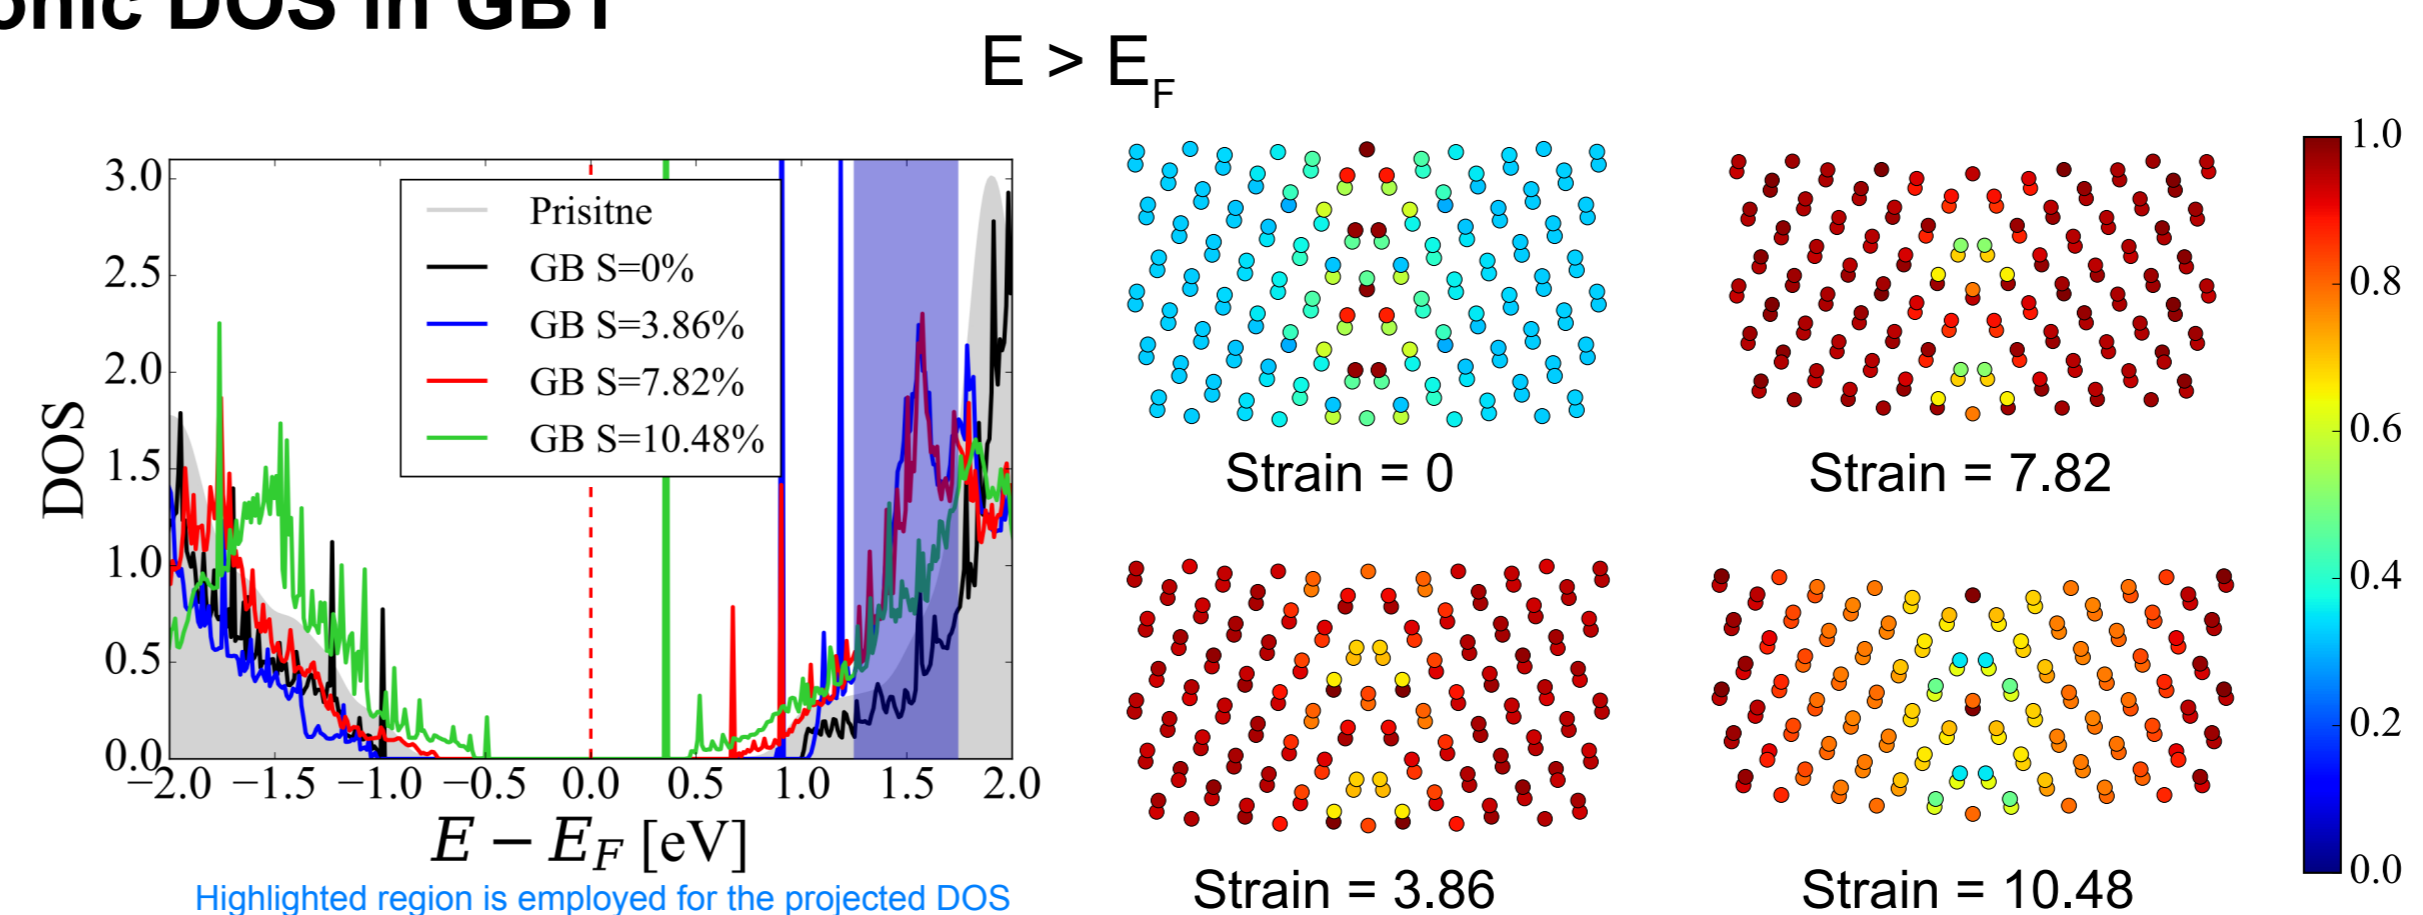 onic DOS in GB1
E > E_F
3.0
2.5
2.0
1.5
1.0
0.5
0.0
DOS
Prisitne
GB S=0%
GB S=3.86%
GB S=7.82%
GB S=10.48%
−2.0 −1.5 −1.0 −0.5 0.0 0.5 1.0 1.5 2.0
E − E_F [eV]
Highlighted region is employed for the projected DOS
Strain = 0
Strain = 7.82
Strain = 3.86
Strain = 10.48
1.0
0.8
0.6
0.4
0.2
0.0